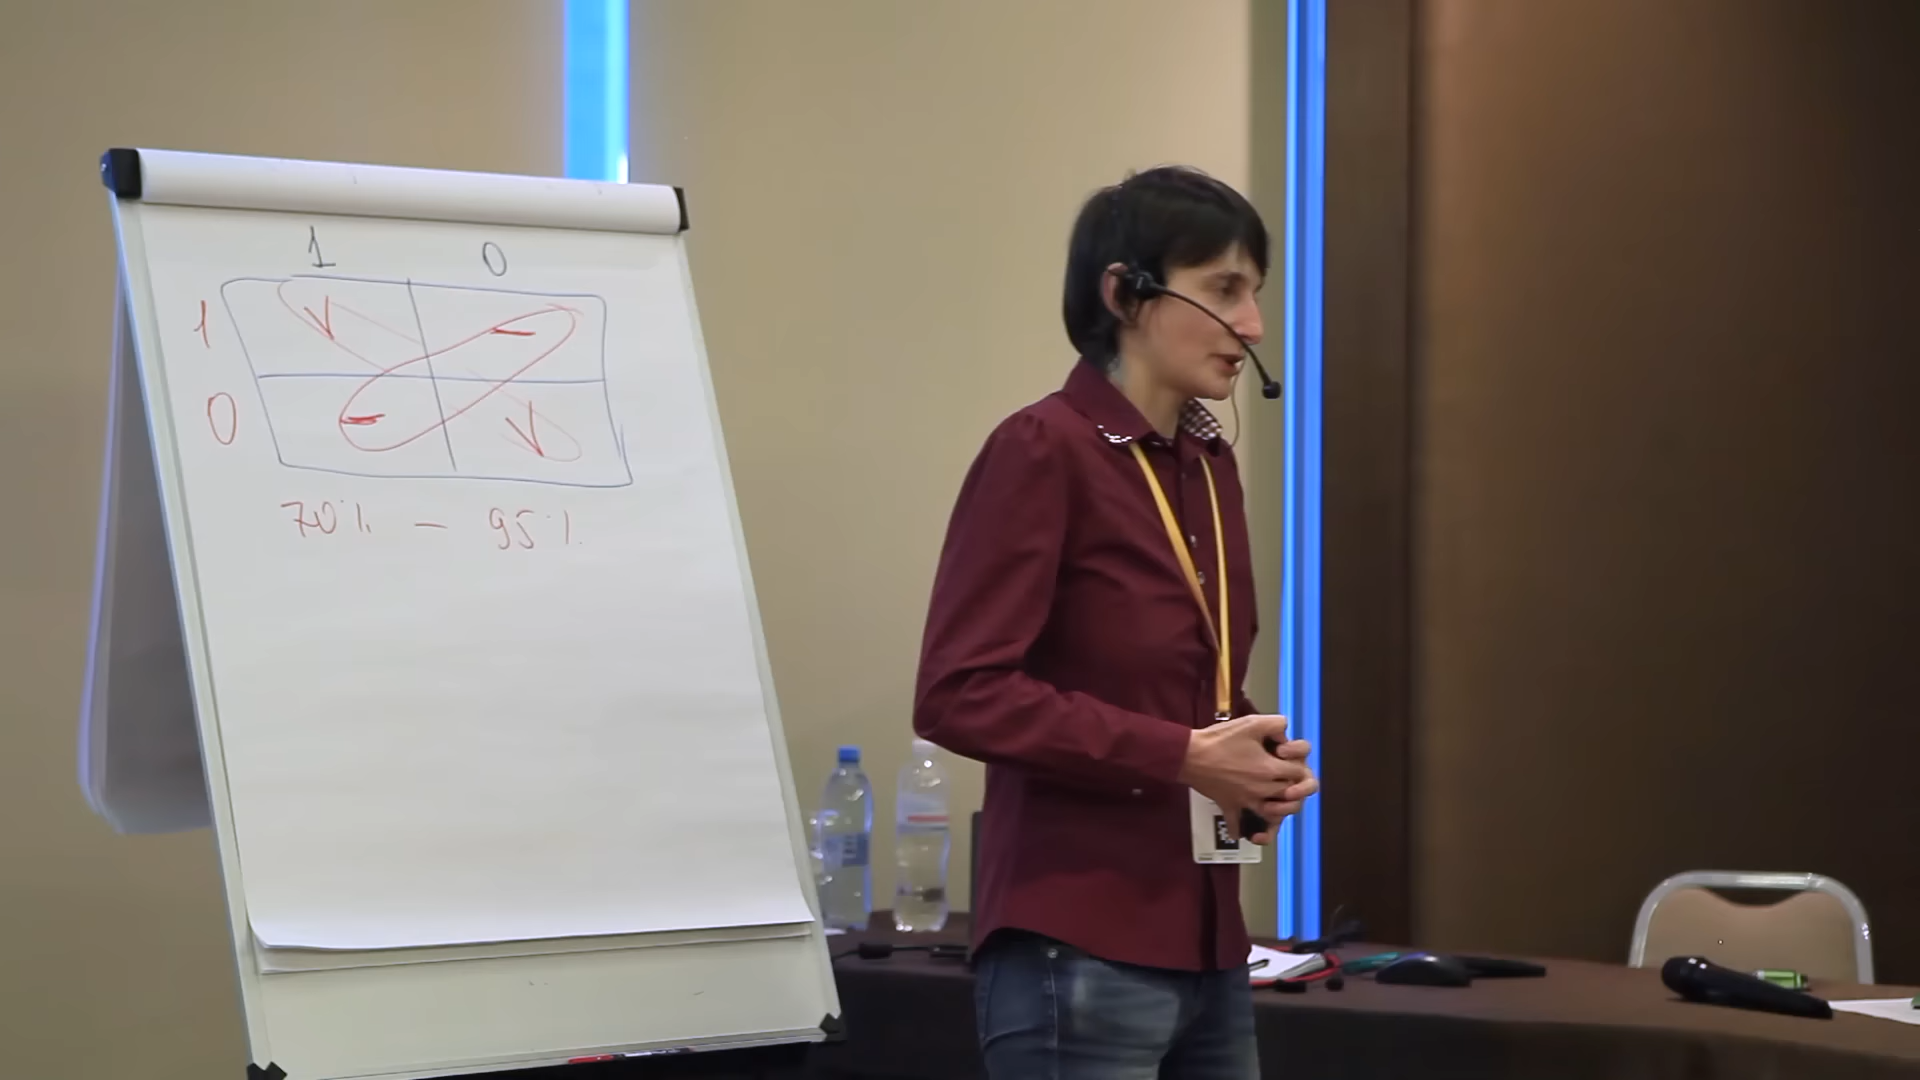 1 0
1 V –
0 – V
70% – 95%